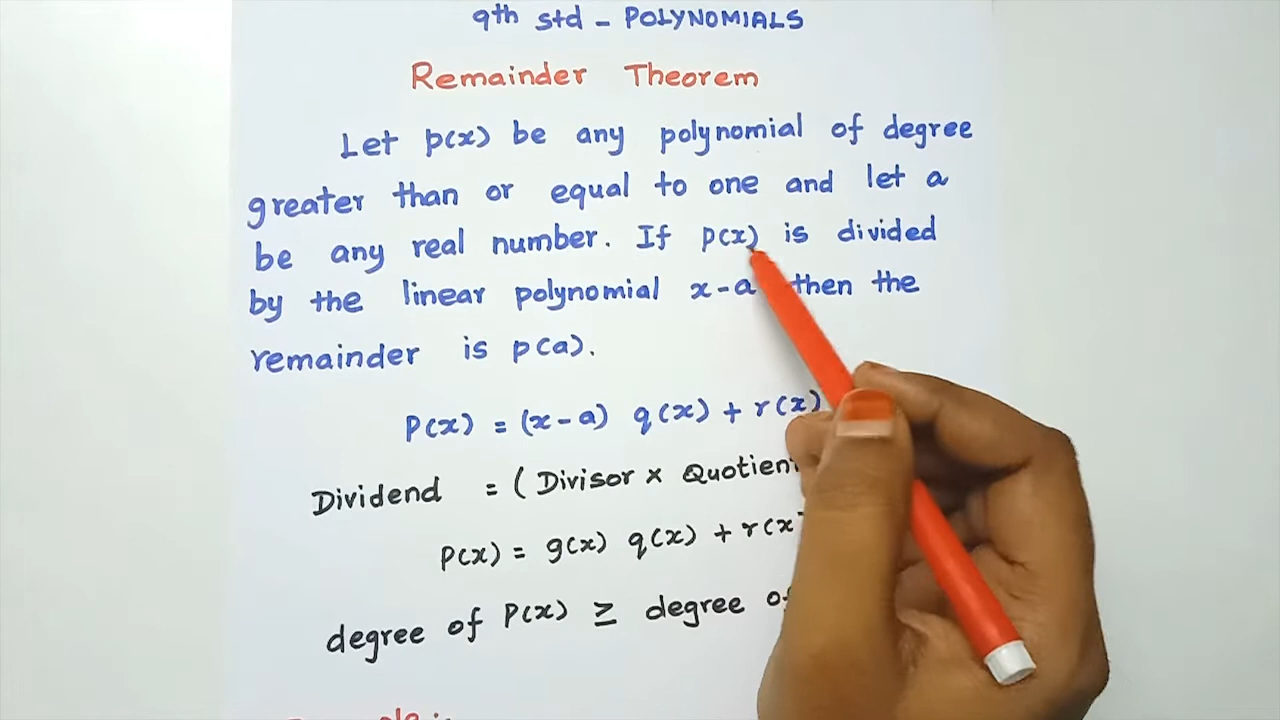 9th std - POLYNOMIALS
Remainder Theorem
Let p(x) be any polynomial of degree
greater than or equal to one and let a
be any real number. If p(x) is divided
by the linear polynomial x-a then the
remainder is p(a).
P(x) = (x-a) q(x) + r(x)
Dividend = (Divisor x Quotient
P(x) = g(x) q(x) + r(x)
degree of P(x) ≥ degree of